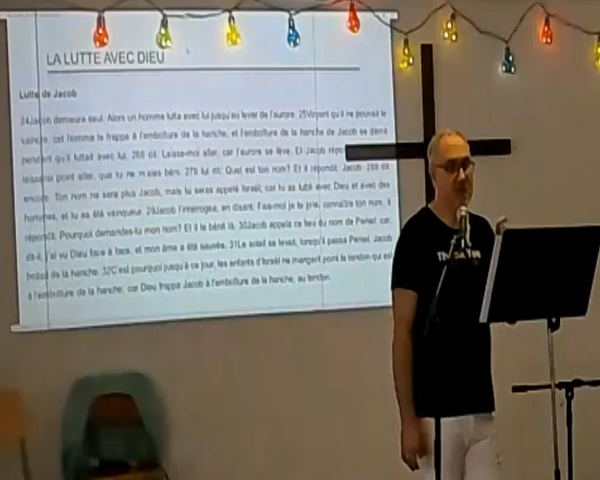 LA LUTTE AVEC DIEU
Lutte de Jacob
24Jacob demeura seul. Alors un homme lutta avec lui jusqu'au lever de l'aurore. 25Voyant qu'il ne pouvait le
vaincre, cet homme le frappa à l'emboîture de la hanche; et l'emboîture de la hanche de Jacob se démit
pendant qu'il luttait avec lui. 26Il dit: Laisse-moi aller, car l'aurore se lève. Et Jacob
laisserai point aller, que tu ne m'aies béni. 27Il lui dit: Quel est ton nom? Et il répondit: Jacob. 28Il dit
encore: Ton nom ne sera plus Jacob, mais tu seras appelé Israël; car tu as lutté avec Dieu et avec des
hommes, et tu as été vainqueur. 29Jacob l'interrogea, en disant: Fais-moi je te prie, connaître ton nom. Il
répondit: Pourquoi demandes-tu mon nom? Et il le bénit là. 30Jacob appela ce lieu du nom de Peniel; car,
dit-il, j'ai vu Dieu face à face, et mon âme a été sauvée. 31Le soleil se levait, lorsqu'il passa Peniel. Jacob
boitait de la hanche. 32C'est pourquoi jusqu'à ce jour, les enfants d'Israël ne mangent point le tendon qui est
à l'emboîture de la hanche; car Dieu frappa Jacob à l'emboîture de la hanche, au tendon.